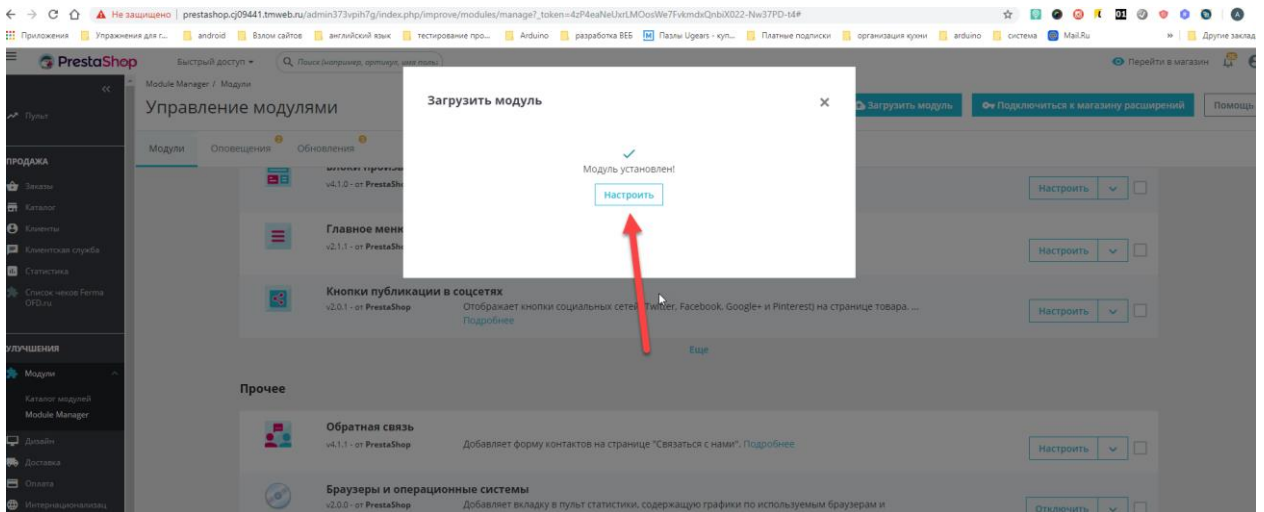 Не защищено | prestashop.cj09441.tmweb.ru/admin373vpih7g/index.php/improve/modules/manage?_token=4zP4eaNeUxrLMOosWe7FvkmdxQnbiX022-Nw37PD-t4#
Приложения Упражнения для г... android Взлом сайтов английский язык тестирование про... Arduino разработка ВЕБ Пазлы Ugears - куп... Платные подписки организация кухни arduino система Mail.Ru » Другие заклад
PrestaShop Быстрый доступ Поиск (например, артикул, имя Перейти в магазин
Module Manager / Модули
Управление модулями
Загрузить модуль ×
Загрузить модуль Подключиться к магазину расширений Помощь
Пульт
Модули Оповещения Обновления
Модуль установлен!
Настроить
ПРОДАЖА
Заказы
Каталог
Клиенты
Клиентская служба
Статистика
Список чеков Ferma
OFD.ru
v4.1.0 - от PrestaSh
Настроить
Главное мен
v2.1.1 - от PrestaSh
Настроить
Кнопки публикации в соцсетях
v2.0.1 - от PrestaShop Отображает кнопки социальных сетей Twitter, Facebook, Google+ и Pinterest) на странице товара. ...
Подробнее
Настроить
Еще
УЛУЧШЕНИЯ
Модули
Каталог модулей
Module Manager
Дизайн
Доставка
Оплата
Интернационализац
Прочее
Обратная связь
v4.1.1 - от PrestaShop Добавляет форму контактов на странице "Связаться с нами". Подробнее
Настроить
Браузеры и операционные системы
v2.0.0 - от PrestaShop Добавляет вкладку в пульт статистики, содержащую графики по используемым браузерам и
Отключить